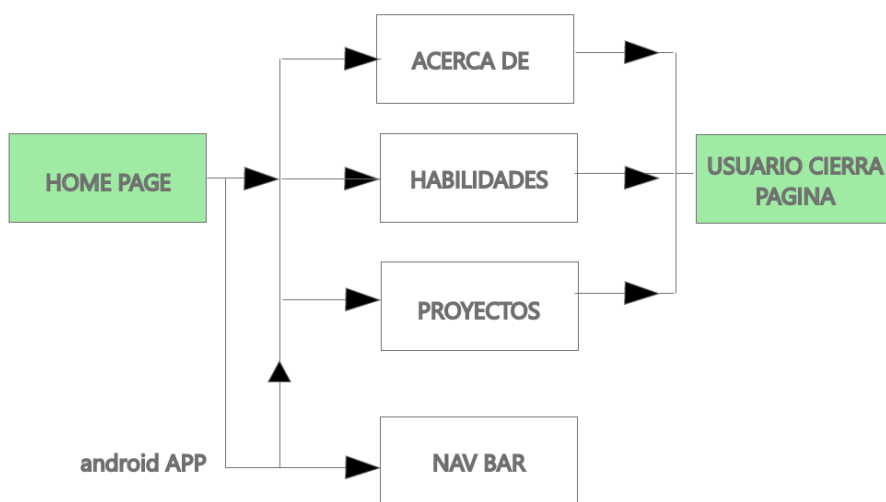 ACERCA DE
HOME PAGE
HABILIDADES
USUARIO CIERRA
PAGINA
PROYECTOS
android APP
NAV BAR